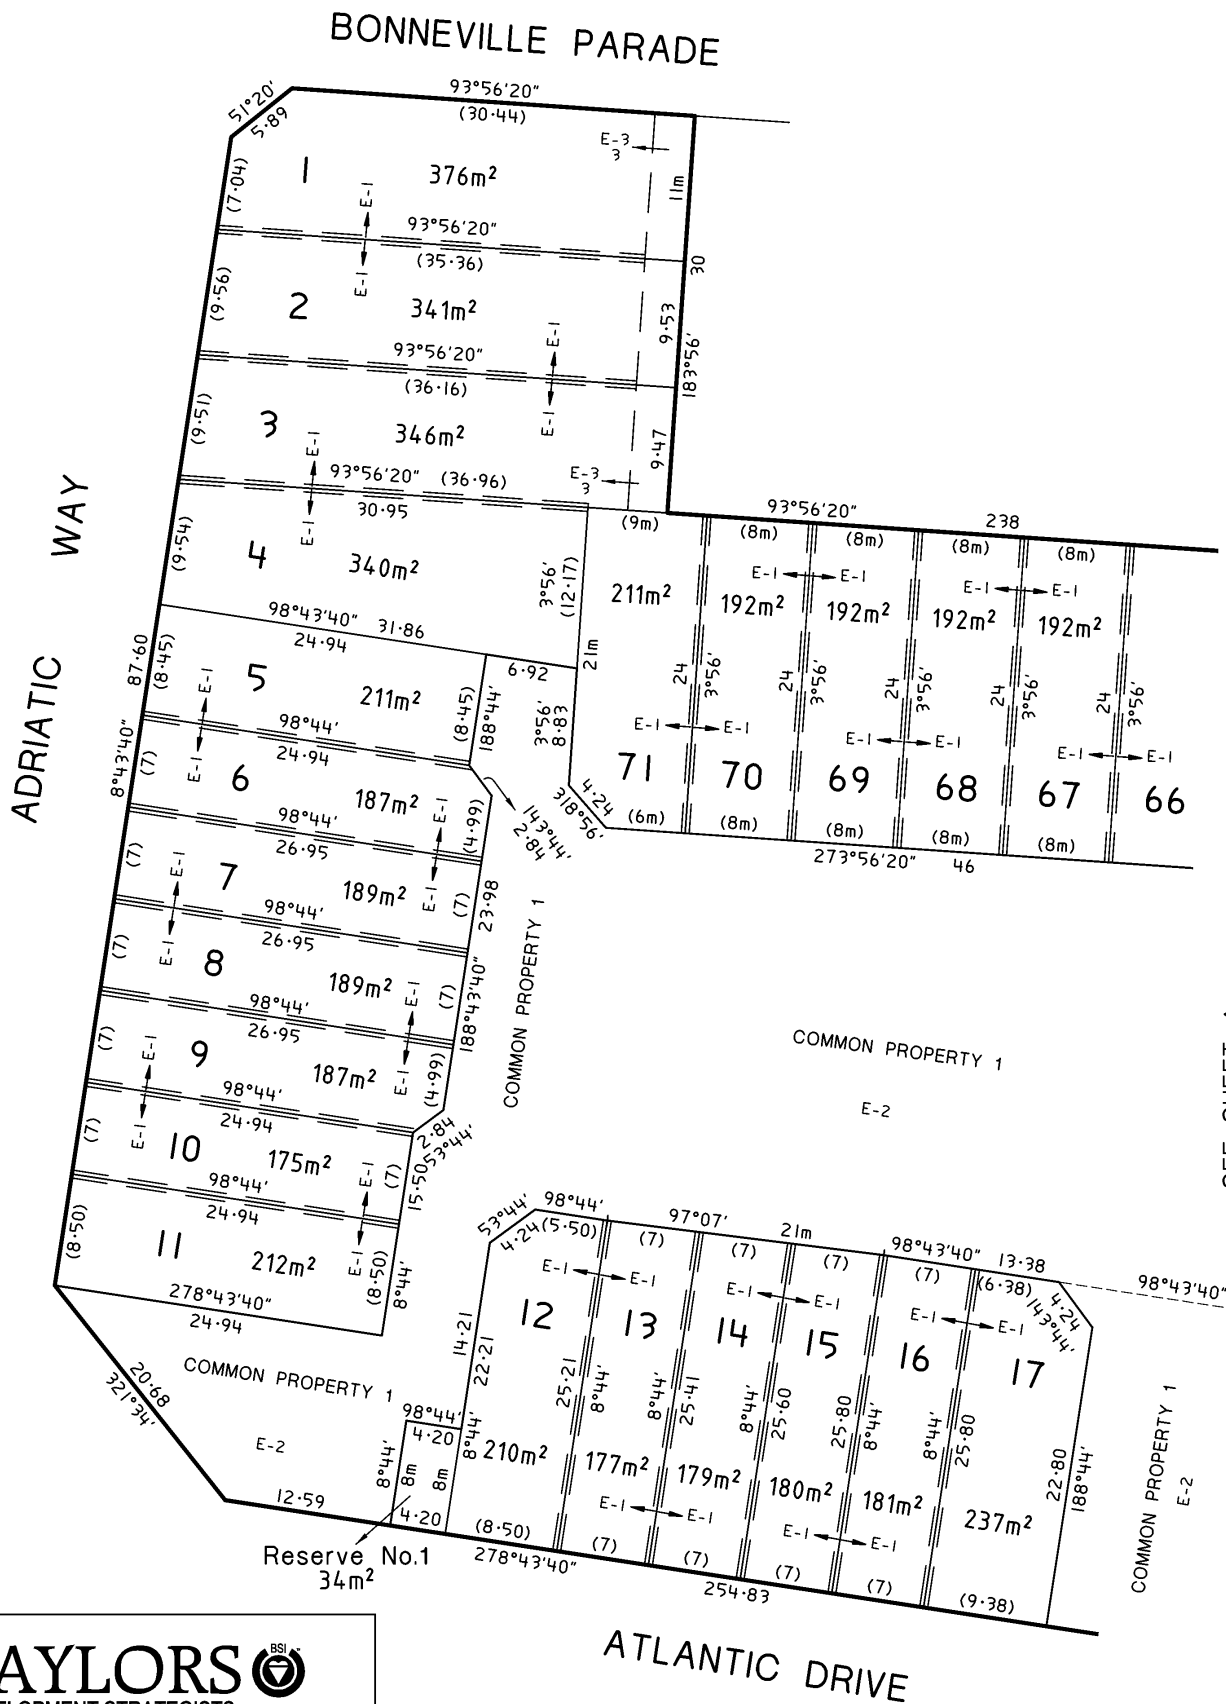 BONNEVILLE PARADE
93°56'20"
(30·44)
51°20'
5·89
E-3
3
1
376m²
11m
(7·04)
E-1
93°56'20"
(35·36)
E-1
30
(9·56)
2
341m²
E-1
9·53
93°56'20"
(36·16)
E-1
183°56'
(9·51)
3
346m²
E-1
9·47
93°56'20" (36·96)
E-3
3
30·95
E-1
ADRIATIC WAY
93°56'20"
238
(9m)
(8m)
(8m)
(8m)
(8m)
(9·54)
4
340m²
3°56'
(12·17)
211m²
E-1
E-1
192m²
192m²
E-1
E-1
192m²
192m²
98°43'40" 31·86
24·94
21m
6·92
87·60
(8·45)
5
E-1
211m²
(8·45)
188°44'
3°56'
8·83
24
3°56'
24
3°56'
24
3°56'
24
3°56'
24
3°56'
E-1
E-1
E-1
E-1
E-1
E-1
98°44'
24·94
E-1
8°43'40"
(7)
6
187m²
E-1
(4·99)
143°44'
2·84
4·24
318°56'
71
70
69
68
67
66
(6m)
(8m)
(8m)
(8m)
(8m)
273°56'20"
46
98°44'
26·95
(7)
E-1
7
189m²
E-1
(7)
23·98
98°44'
26·95
(7)
E-1
8
189m²
E-1
(7)
188°43'40"
COMMON PROPERTY 1
98°44'
26·95
(7)
E-1
9
187m²
E-1
(4·99)
COMMON PROPERTY 1
E-2
98°44'
24·94
2·84
53°44'
(7)
E-1
10
175m²
E-1
(7)
15·50
98°44'
24·94
(8·50)
11
212m²
E-1
(8·50)
8°44'
278°43'40"
24·94
53°44'
4·24
98°44'
(5·50)
97°07'
21m
98°43'40" 13·38
98°43'40"
(7)
(7)
(7)
(7)
(6·38)
4·24
143°44'
E-1
E-1
E-1
E-1
E-1
E-1
12
13
14
15
16
17
14·21
22·21
25·21
8°44'
8°44'
25·41
8°44'
25·60
25·80
8°44'
8°44'
25·80
22·80
188°44'
COMMON PROPERTY 1
E-2
COMMON PROPERTY 1
E-2
20·68
321°34'
98°44'
4·20
8°44'
8m
8m
8°44'
210m²
177m²
179m²
180m²
181m²
237m²
E-1
E-1
E-1
E-1
12·59
4·20
(8·50)
(7)
(7)
(7)
(7)
(9·38)
278°43'40"
254·83
Reserve No.1
34m²
ATLANTIC DRIVE
BSI
AYLORS